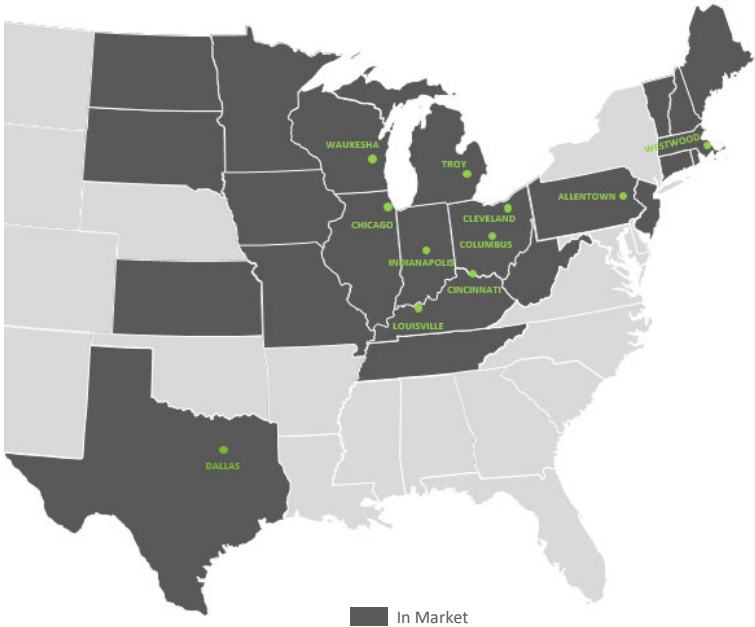 WAUKESHA
TROY
WESTWOOD
ALLENTOWN
CHICAGO
CLEVELAND
COLUMBUS
INDIANAPOLIS
CINCINNATI
LOUISVILLE
DALLAS
In Market